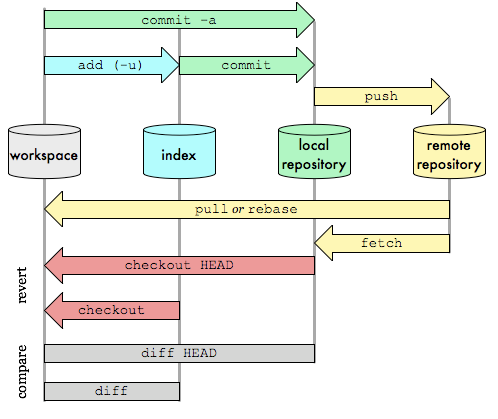 commit -a
add (-u)
commit
push
workspace
index
local
repository
remote
repository
pull or rebase
fetch
revert
checkout HEAD
checkout
compare
diff HEAD
diff